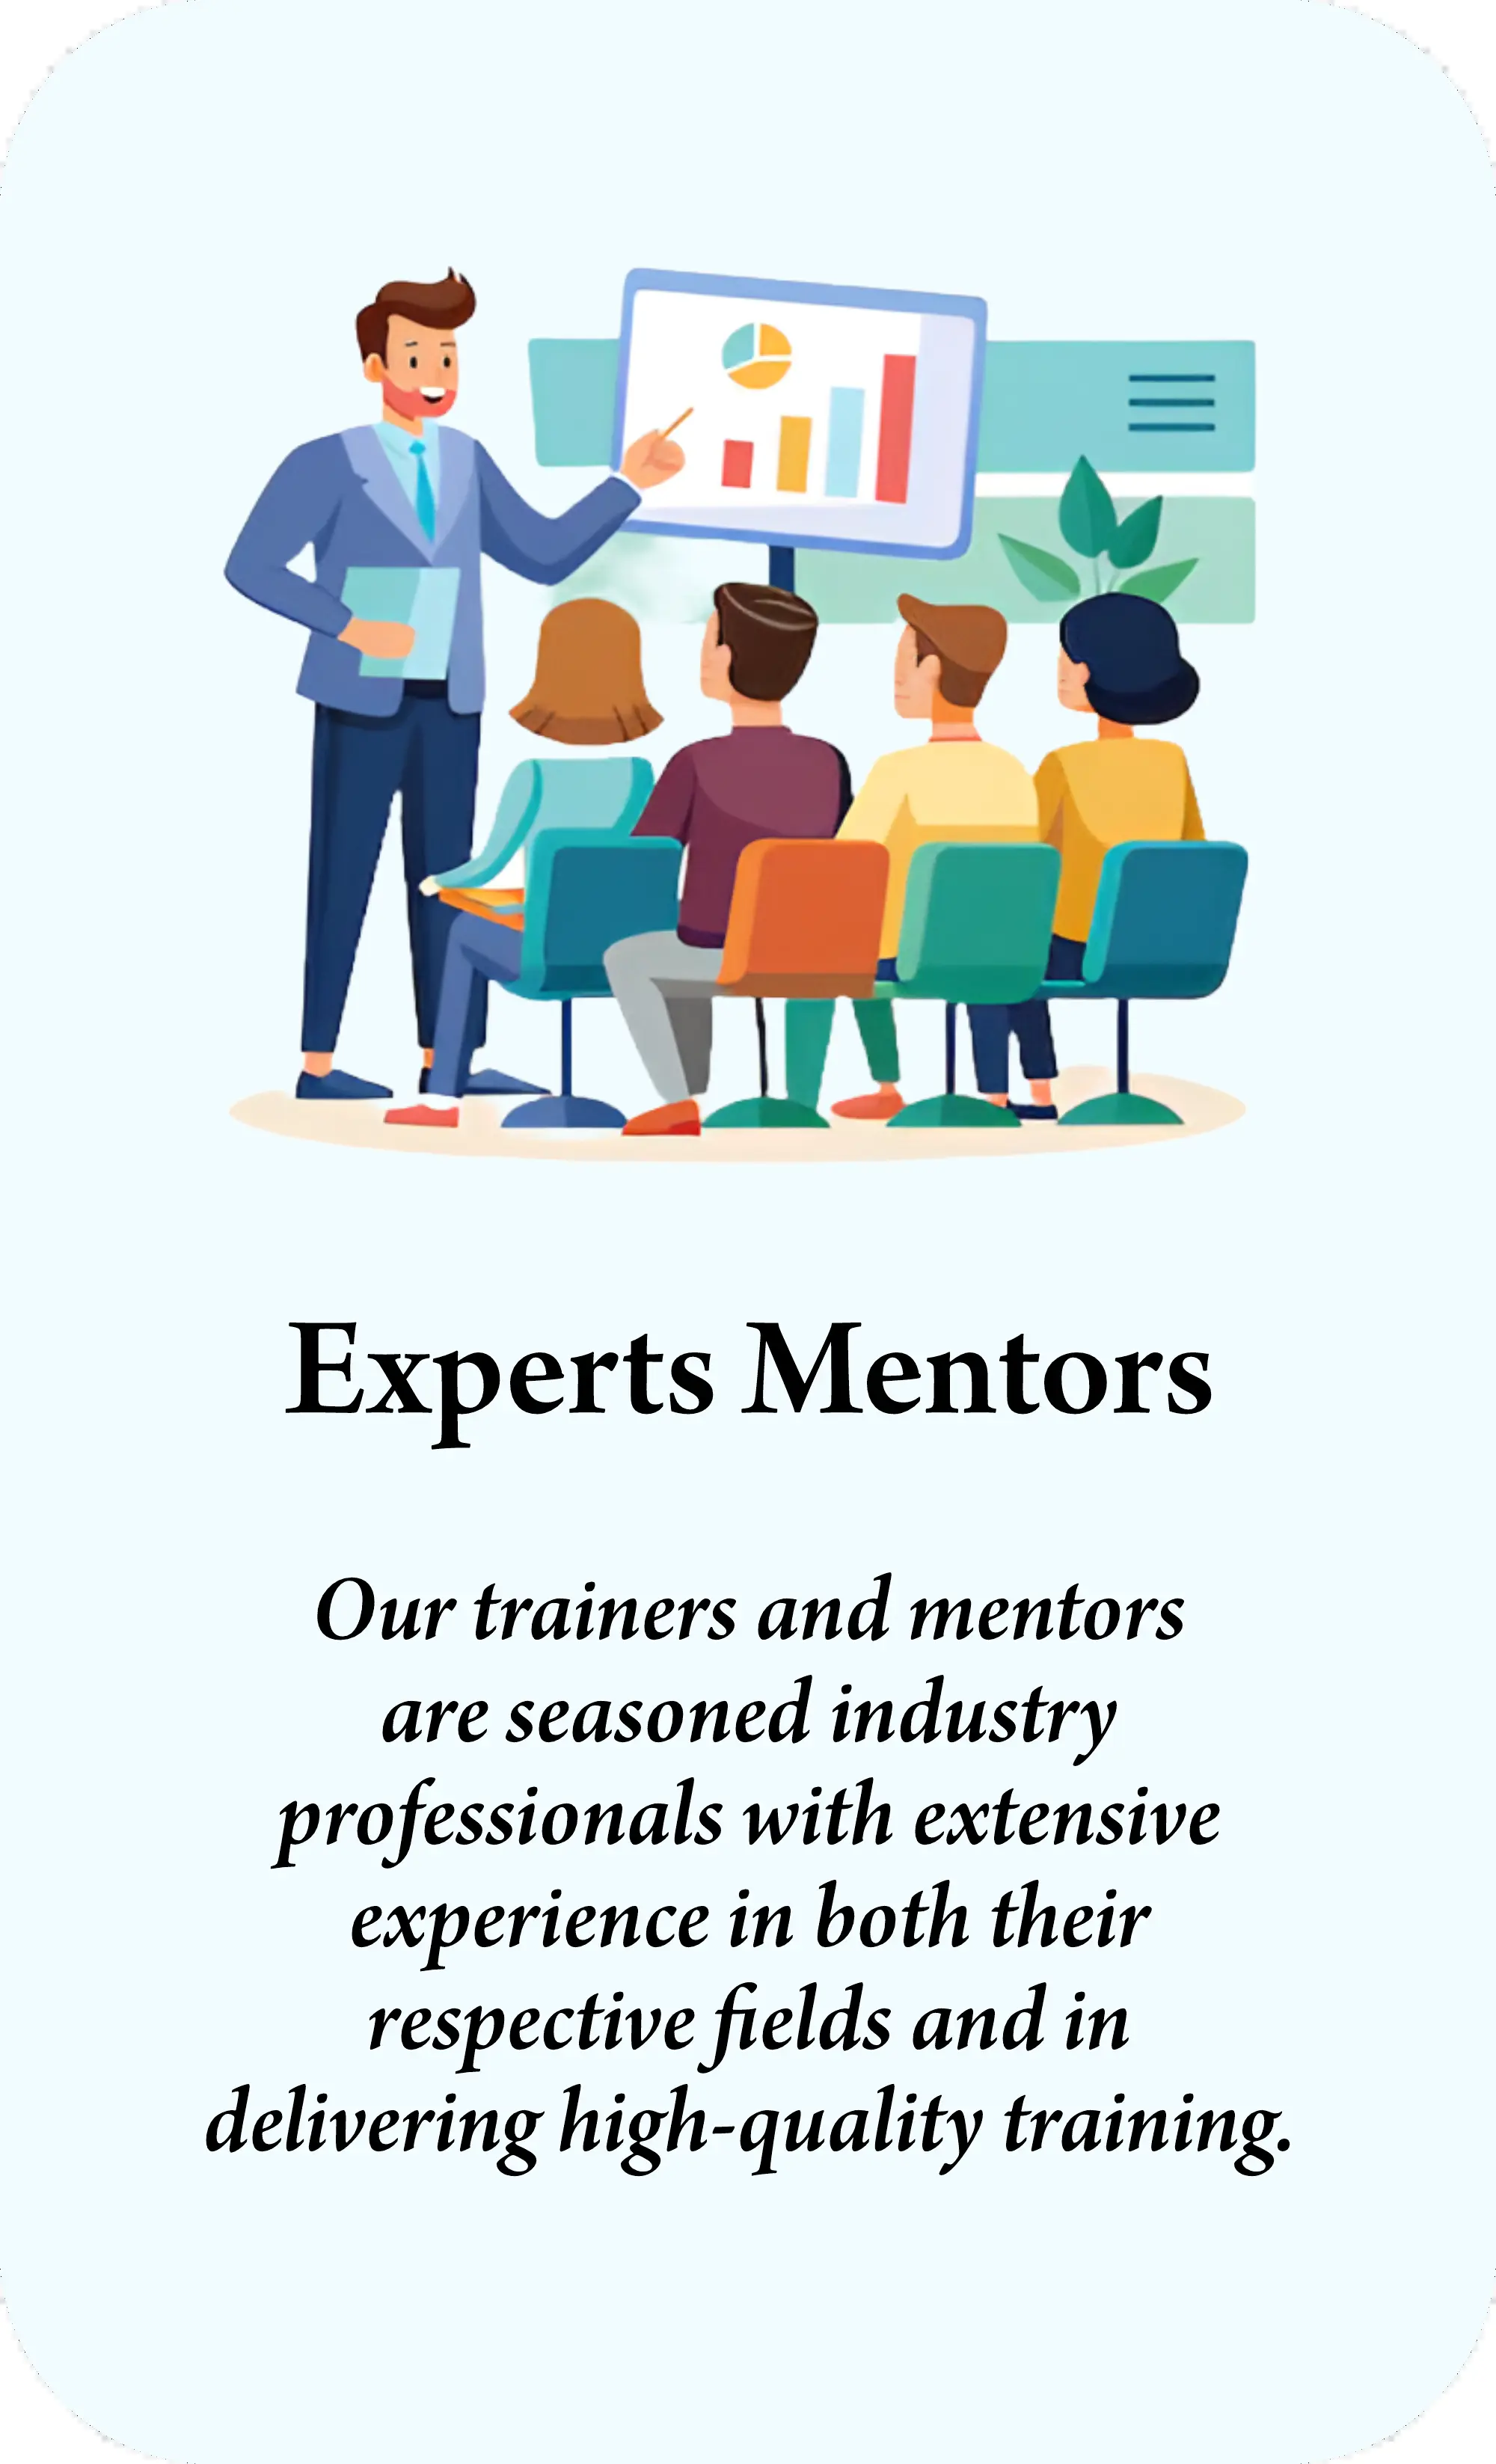 Experts Mentors
Our trainers and mentors
are seasoned industry
professionals with extensive
experience in both their
respective fields and in
delivering high-quality training.